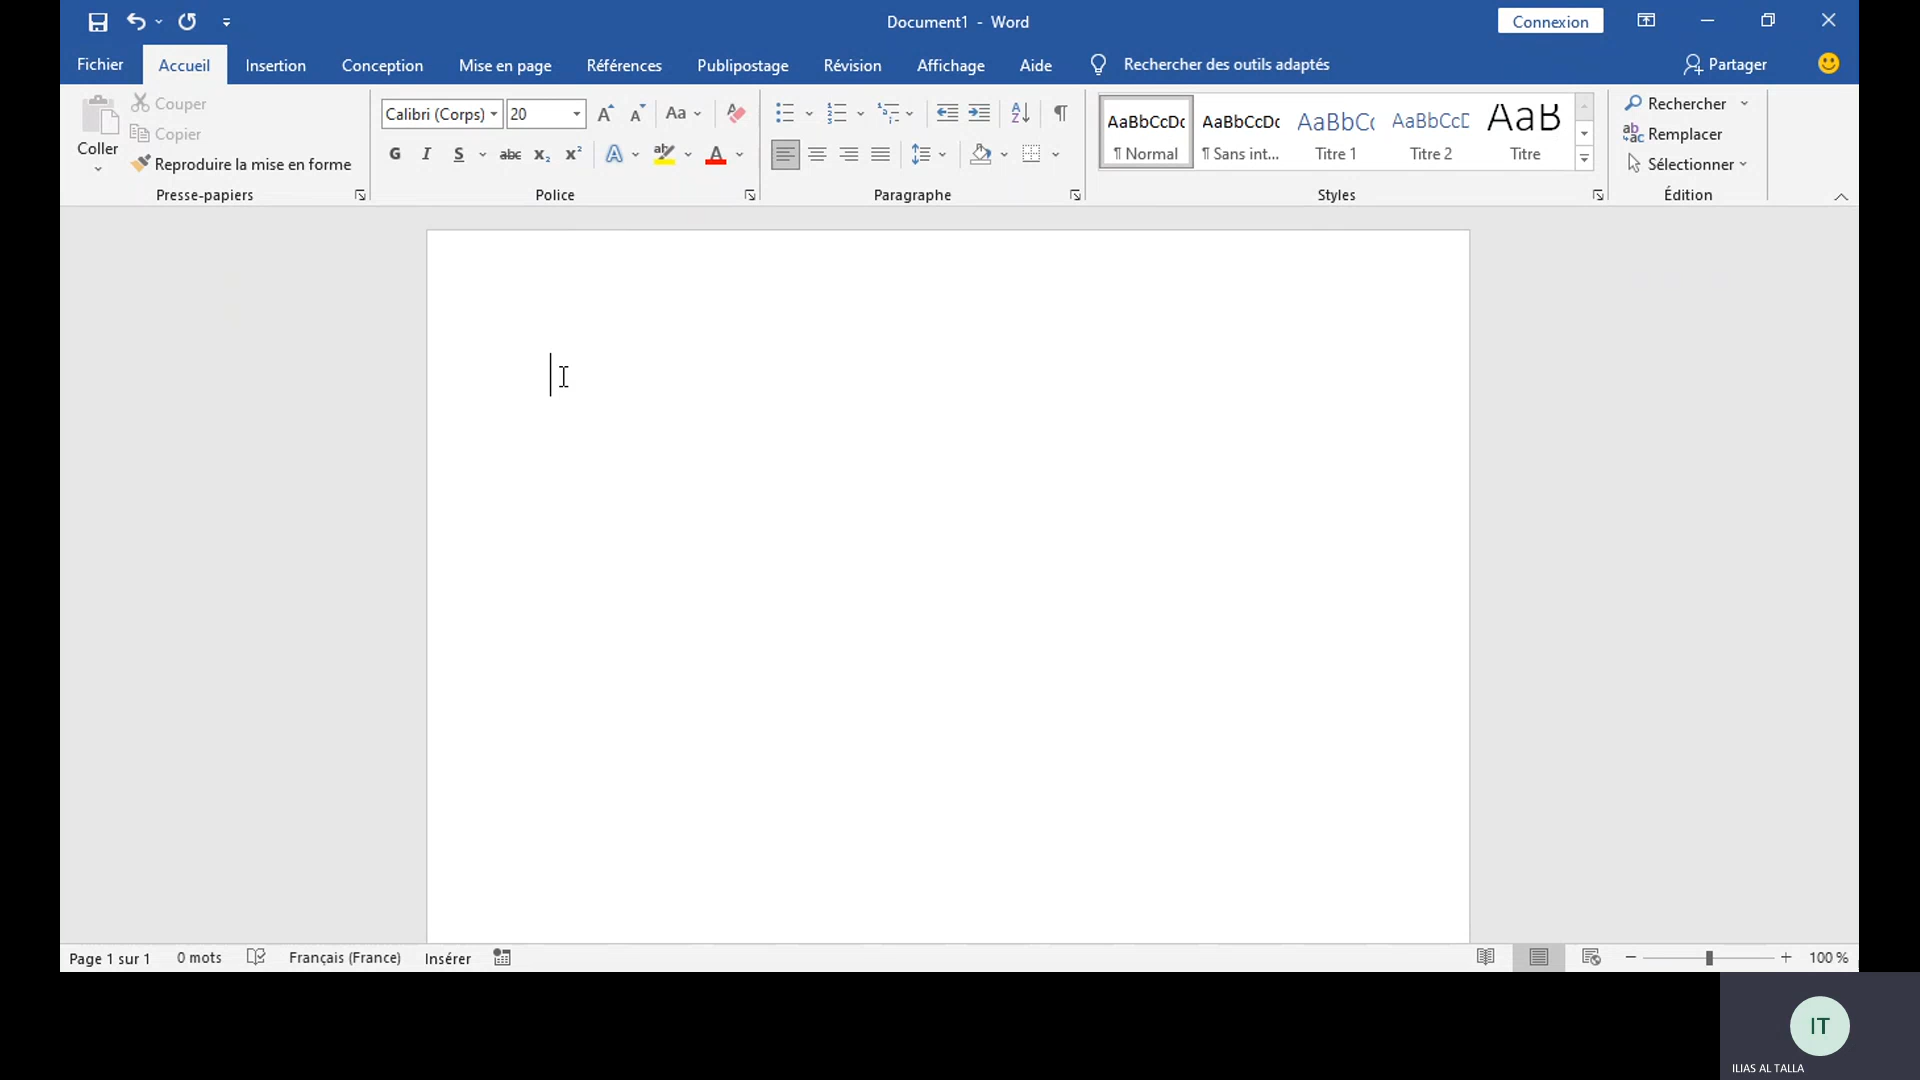 Document1 - Word
Connexion
Fichier
Accueil
Insertion
Conception
Mise en page
Références
Publipostage
Révision
Affichage
Aide
Rechercher des outils adaptés
Partager
Coller
Couper
Copier
Reproduire la mise en forme
Presse-papiers
Calibri (Corps)
20
Aa
G I S abc x₂ x² A A
Police
A
Z
¶
Paragraphe
AaBbCcDc
¶ Normal
AaBbCcDc
¶ Sans int...
AaBbCc
Titre 1
AaBbCcD
Titre 2
AaB
Titre
Styles
Rechercher
Remplacer
Sélectionner
Édition
Page 1 sur 1
0 mots
Français (France)
Insérer
100 %
IT
ILIAS AL TALLA